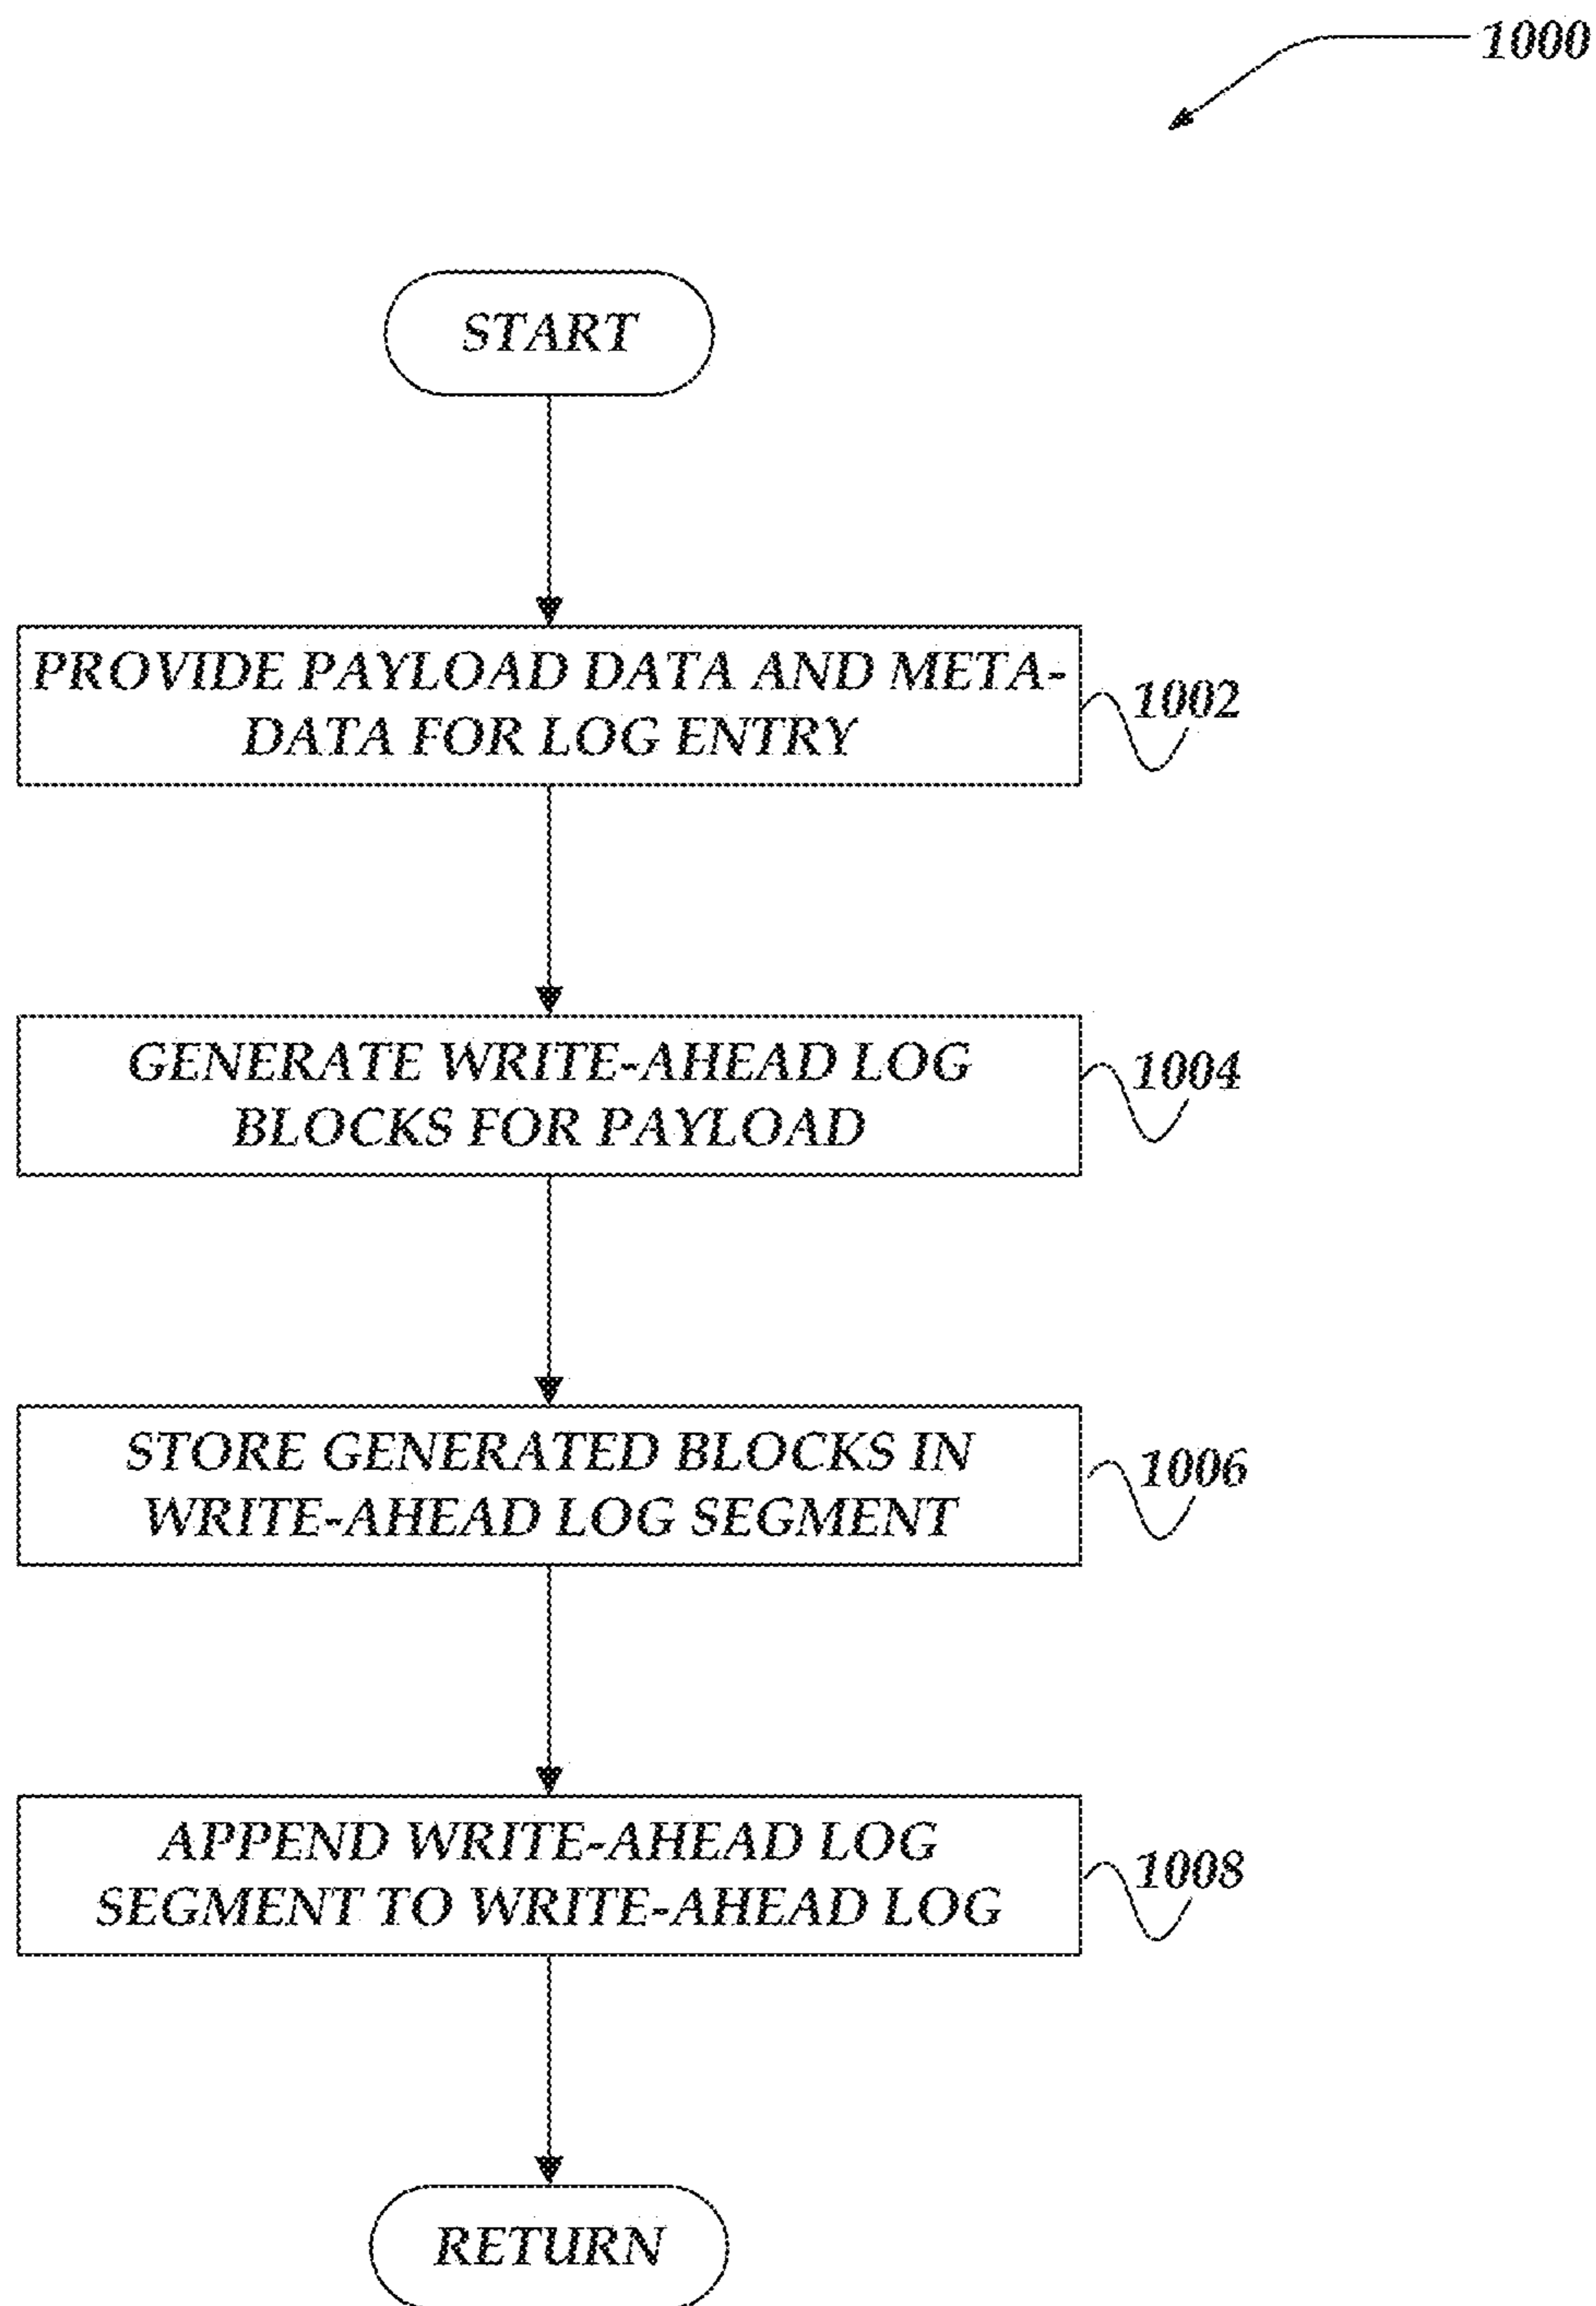 1000
START
PROVIDE PAYLOAD DATA AND META-
DATA FOR LOG ENTRY
1002
GENERATE WRITE-AHEAD LOG
BLOCKS FOR PAYLOAD
1004
STORE GENERATED BLOCKS IN
WRITE-AHEAD LOG SEGMENT
1006
APPEND WRITE-AHEAD LOG
SEGMENT TO WRITE-AHEAD LOG
1008
RETURN